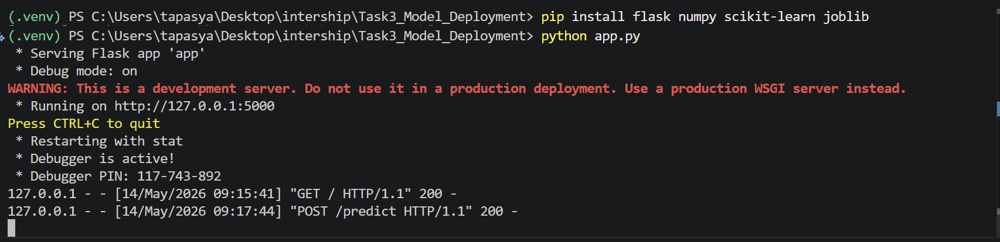 (.venv) PS C:\Users\tapasya\Desktop\intership\Task3_Model_Deployment> pip install flask numpy scikit-learn joblib
(.venv) PS C:\Users\tapasya\Desktop\intership\Task3_Model_Deployment> python app.py
 * Serving Flask app 'app'
 * Debug mode: on
WARNING: This is a development server. Do not use it in a production deployment. Use a production WSGI server instead.
 * Running on http://127.0.0.1:5000
Press CTRL+C to quit
 * Restarting with stat
 * Debugger is active!
 * Debugger PIN: 117-743-892
127.0.0.1 - - [14/May/2026 09:15:41] "GET / HTTP/1.1" 200 -
127.0.0.1 - - [14/May/2026 09:17:44] "POST /predict HTTP/1.1" 200 -